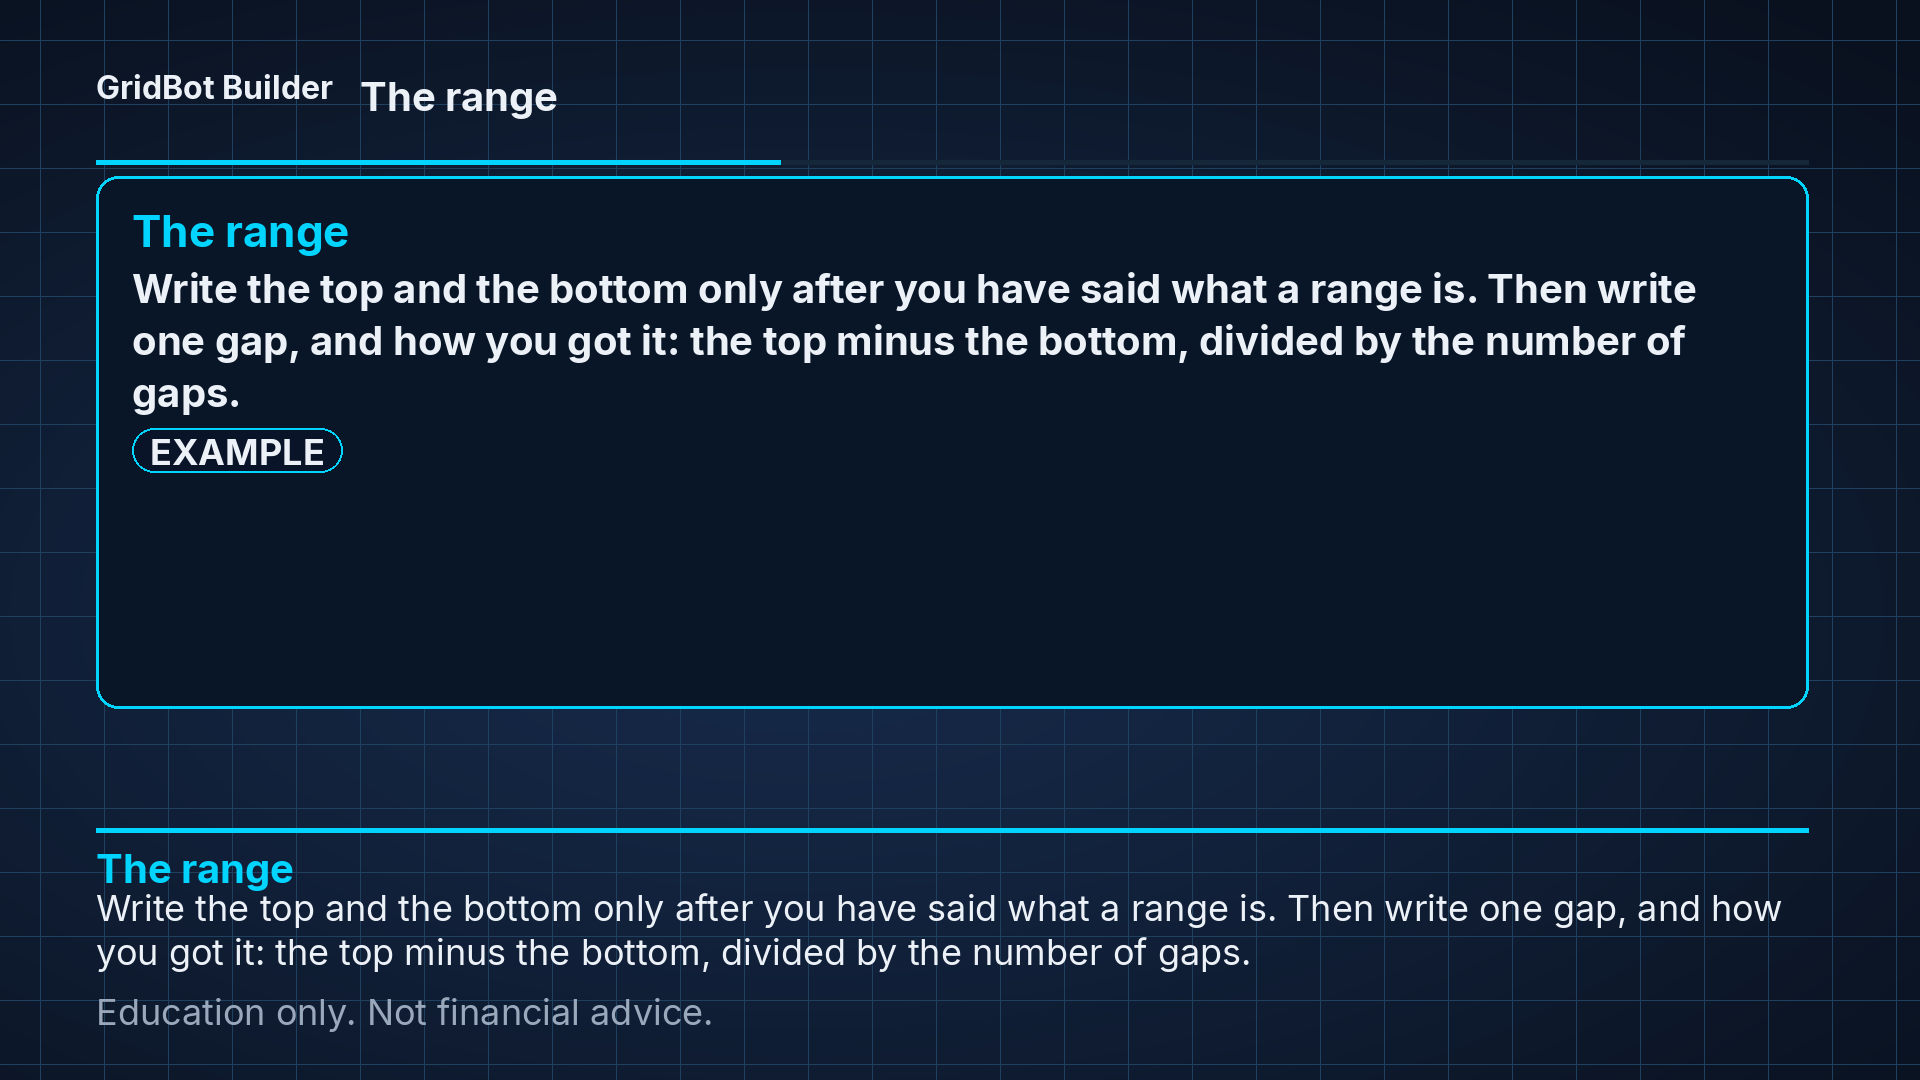 GridBot Builder
The range
The range
Write the top and the bottom only after you have said what a range is. Then write
one gap, and how you got it: the top minus the bottom, divided by the number of
gaps.
EXAMPLE
The range
Write the top and the bottom only after you have said what a range is. Then write one gap, and how
you got it: the top minus the bottom, divided by the number of gaps.
Education only. Not financial advice.